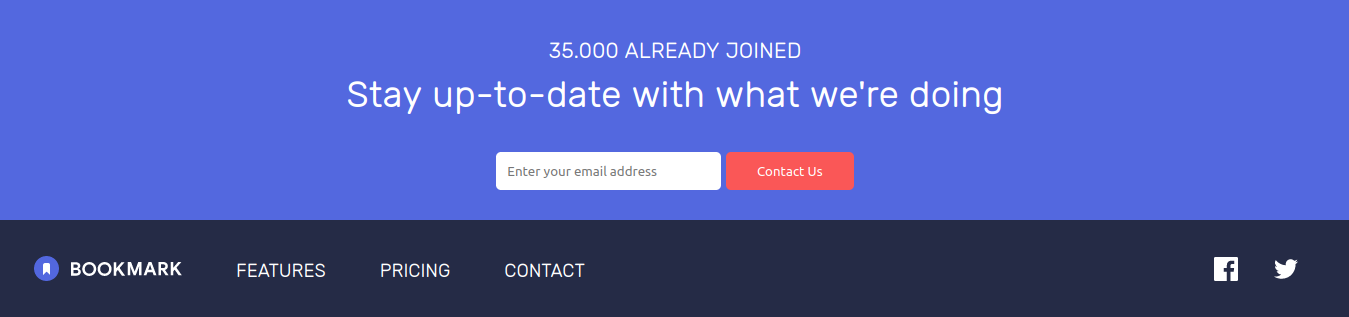 35.000 ALREADY JOINED
Stay up-to-date with what we're doing
Enter your email address Contact Us
BOOKMARK FEATURES PRICING CONTACT